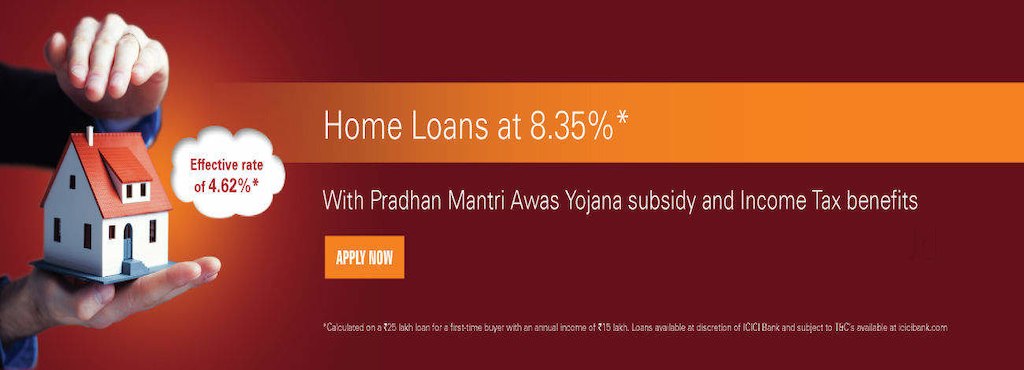 Home Loans at 8.35%*
Effective rate
of 4.62%*
With Pradhan Mantri Awas Yojana subsidy and Income Tax benefits
APPLY NOW
*Calculated on a ₹25 lakh loan for a first-time buyer with an annual income of ₹15 lakh. Loans available at discretion of ICICI Bank and subject to T&C's available at icicibank.com